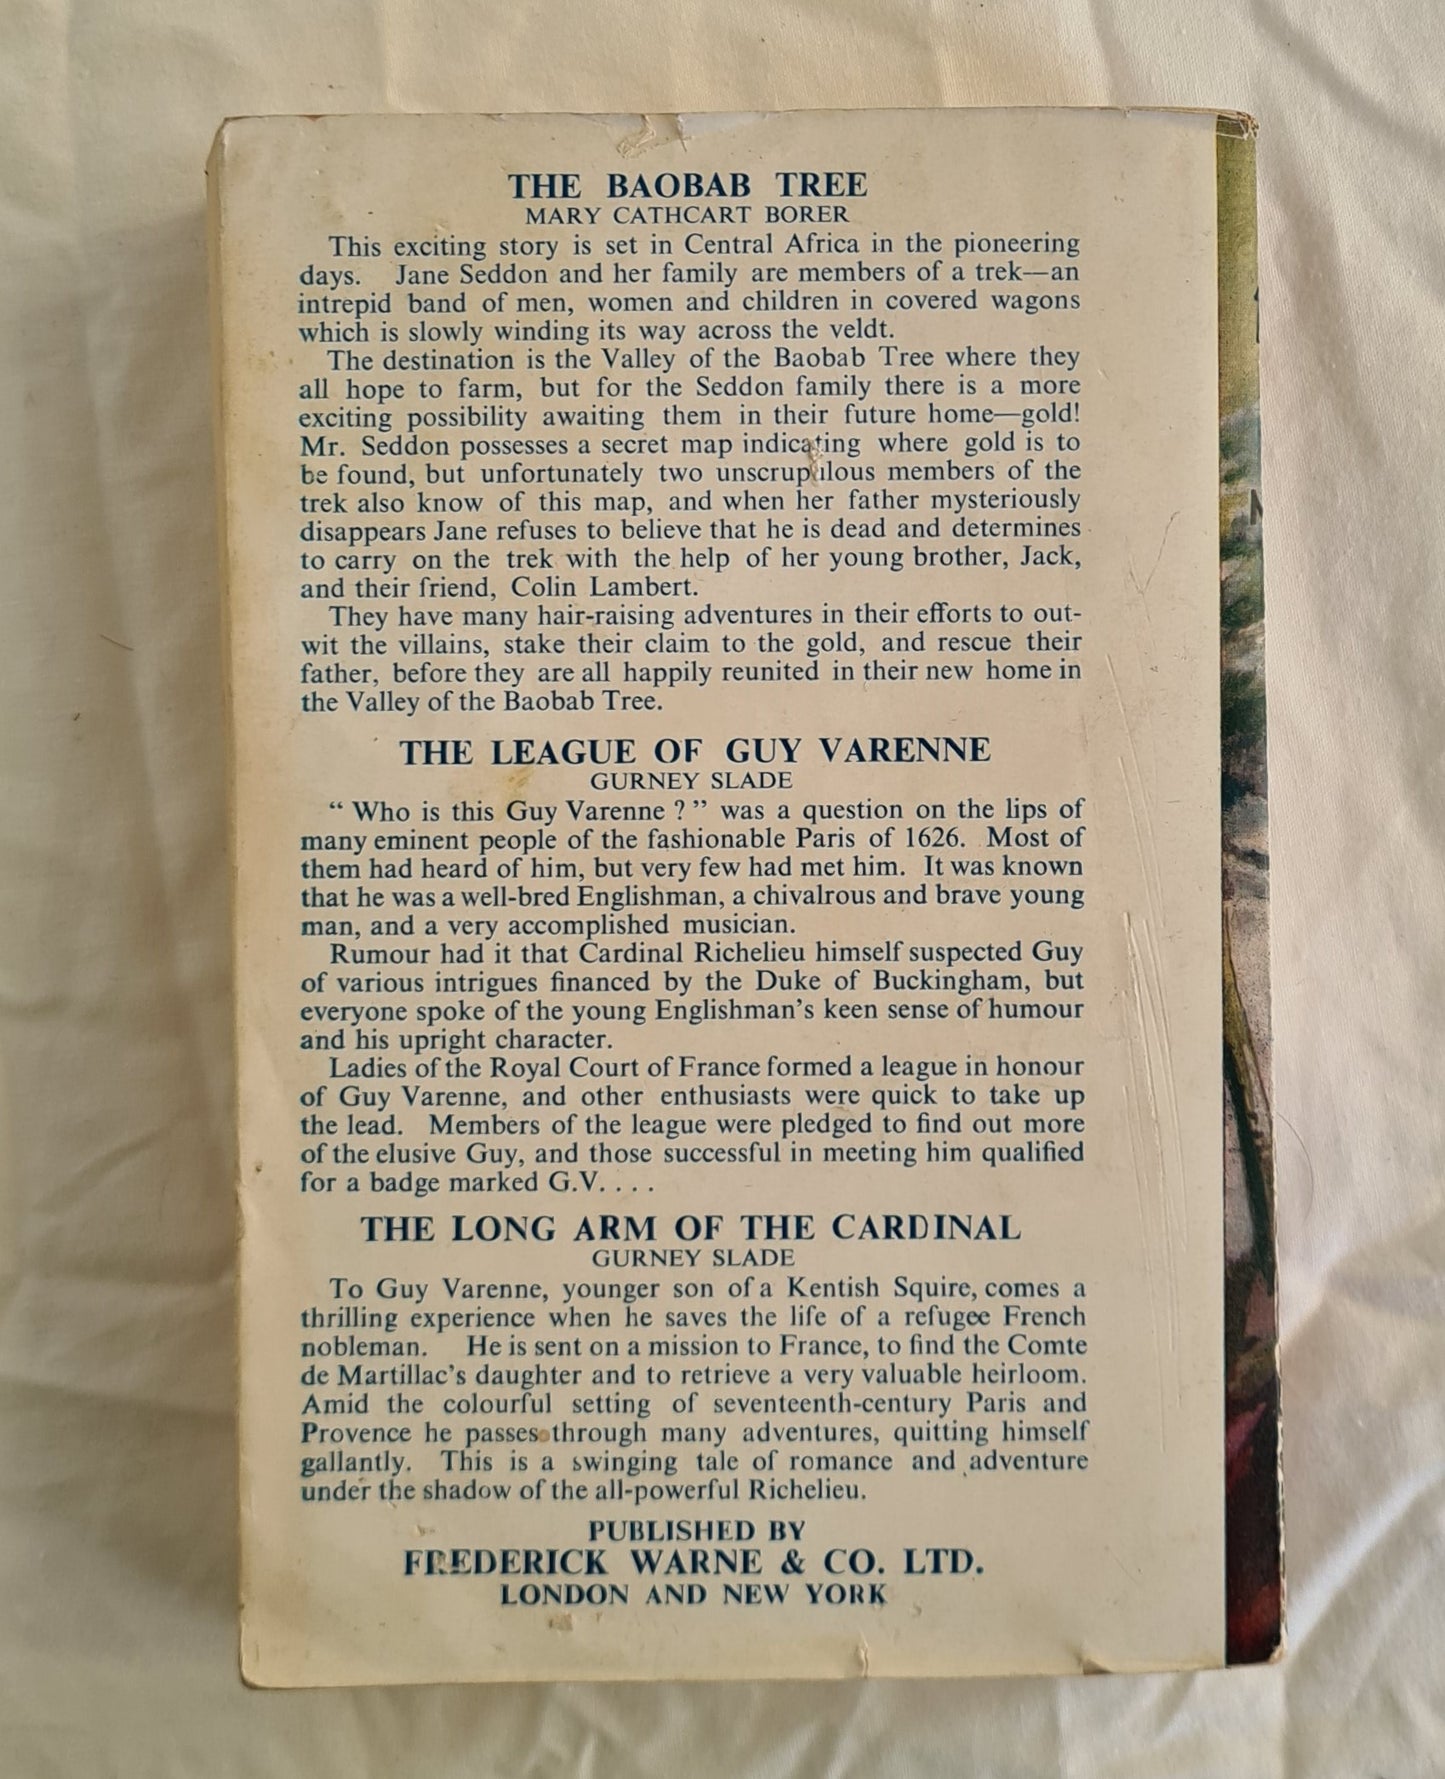 THE BAOBAB TREE
MARY CATHCART BORER
This exciting story is set in Central Africa in the pioneering
days. Jane Seddon and her family are members of a trek—an
intrepid band of men, women and children in covered wagons
which is slowly winding its way across the veldt.
The destination is the Valley of the Baobab Tree where they
all hope to farm, but for the Seddon family there is a more
exciting possibility awaiting them in their future home—gold!
Mr. Seddon possesses a secret map indicating where gold is to
be found, but unfortunately two unscrupulous members of the
trek also know of this map, and when her father mysteriously
disappears Jane refuses to believe that he is dead and determines
to carry on the trek with the help of her young brother, Jack,
and their friend, Colin Lambert.
They have many hair-raising adventures in their efforts to out-
wit the villains, stake their claim to the gold, and rescue their
father, before they are all happily reunited in their new home in
the Valley of the Baobab Tree.
THE LEAGUE OF GUY VARENNE
GURNEY SLADE
“ Who is this Guy Varenne ? ” was a question on the lips of
many eminent people of the fashionable Paris of 1626. Most of
them had heard of him, but very few had met him. It was known
that he was a well-bred Englishman, a chivalrous and brave young
man, and a very accomplished musician.
Rumour had it that Cardinal Richelieu himself suspected Guy
of various intrigues financed by the Duke of Buckingham, but
everyone spoke of the young Englishman’s keen sense of humour
and his upright character.
Ladies of the Royal Court of France formed a league in honour
of Guy Varenne, and other enthusiasts were quick to take up
the lead. Members of the league were pledged to find out more
of the elusive Guy, and those successful in meeting him qualified
for a badge marked G.V. . . .
THE LONG ARM OF THE CARDINAL
GURNEY SLADE
To Guy Varenne, younger son of a Kentish Squire, comes a
thrilling experience when he saves the life of a refugee French
nobleman. He is sent on a mission to France, to find the Comte
de Martillac’s daughter and to retrieve a very valuable heirloom.
Amid the colourful setting of seventeenth-century Paris and
Provence he passes through many adventures, quitting himself
gallantly. This is a swinging tale of romance and adventure
under the shadow of the all-powerful Richelieu.
PUBLISHED BY
FREDERICK WARNE & CO. LTD.
LONDON AND NEW YORK